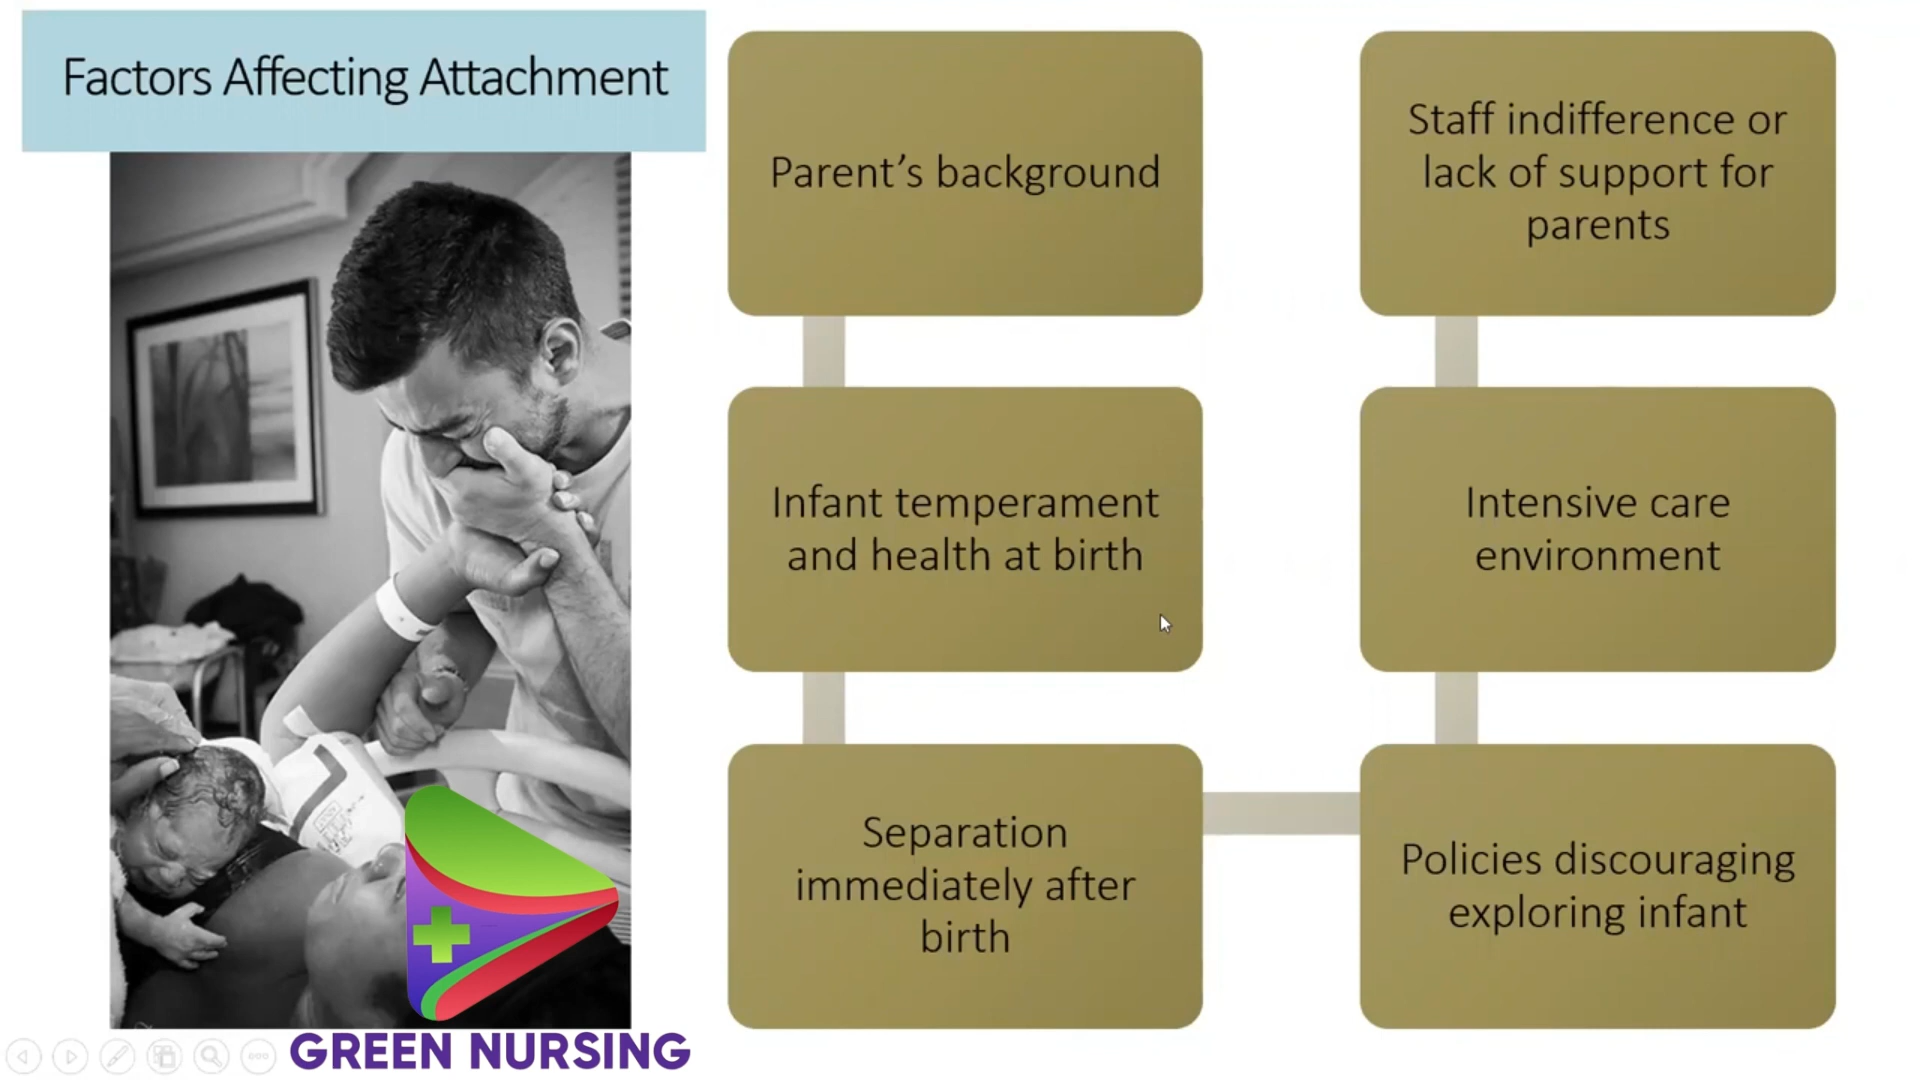 Factors Affecting Attachment
Parent’s background
Infant temperament
and health at birth
Separation
immediately after
birth
Policies discouraging
exploring infant
Intensive care
environment
Staff indifference or
lack of support for
parents
GREEN NURSING